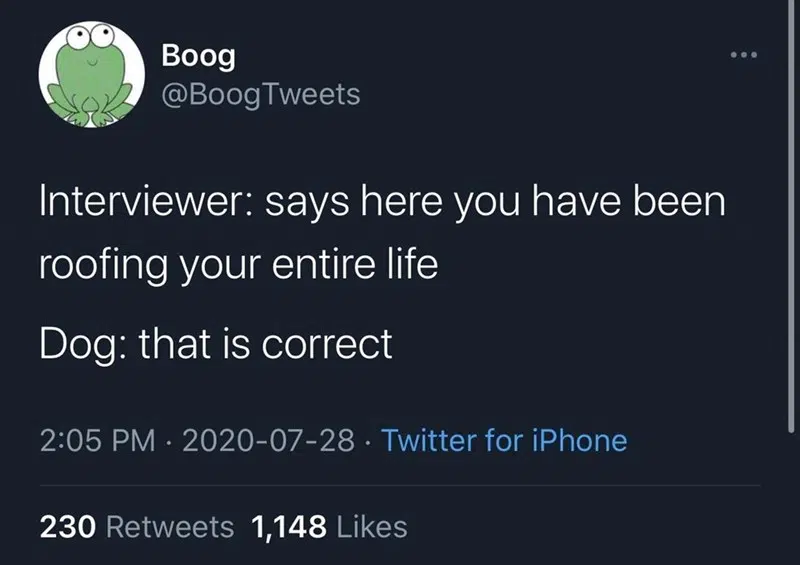 Boog
@BoogTweets
Interviewer: says here you have been
roofing your entire life
Dog: that is correct
2:05 PM · 2020-07-28 · Twitter for iPhone
230 Retweets 1,148 Likes